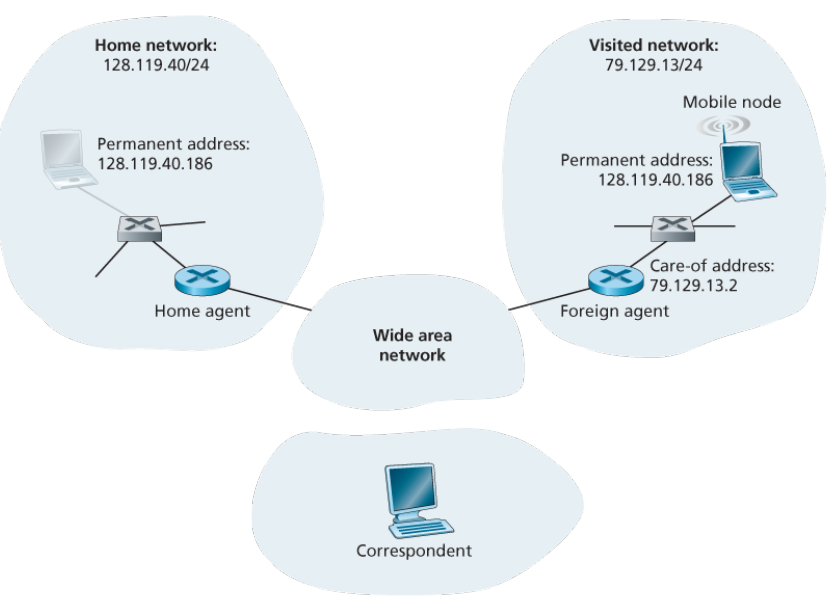 Home network:
128.119.40/24
Permanent address:
128.119.40.186
Home agent
Visited network:
79.129.13/24
Mobile node
Permanent address:
128.119.40.186
Care-of address:
79.129.13.2
Foreign agent
Wide area
network
Correspondent